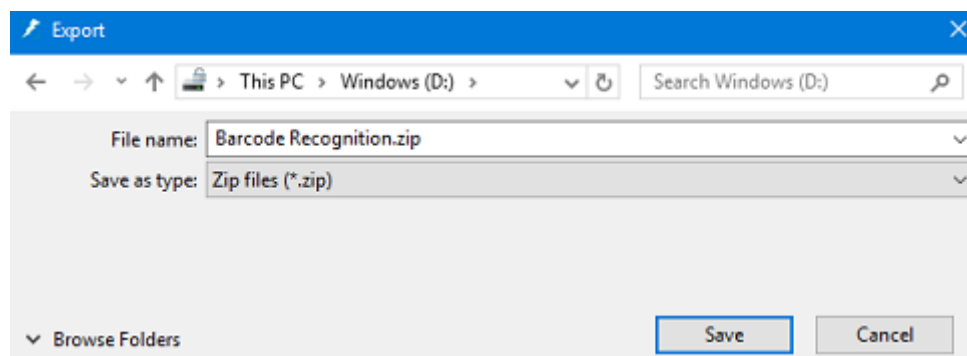 Export
This PC > Windows (D:) > Search Windows (D:)
File name: Barcode Recognition.zip
Save as type: Zip files (*.zip)
Browse Folders Save Cancel